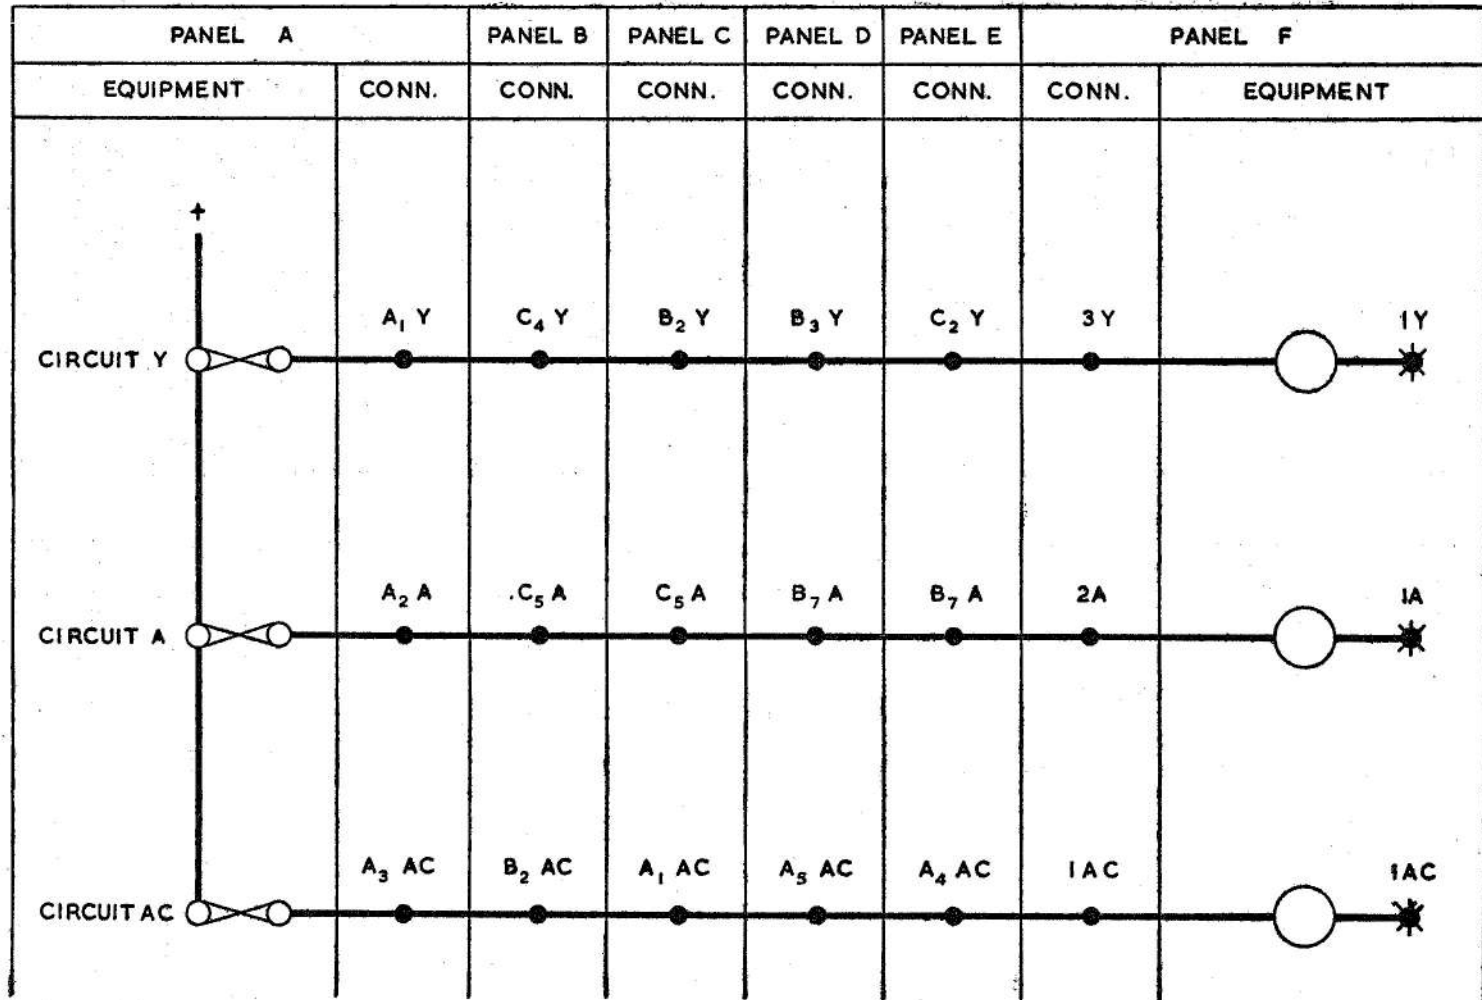 PANEL A PANEL B PANEL C PANEL D PANEL E PANEL F
EQUIPMENT CONN. CONN. CONN. CONN. CONN. CONN. EQUIPMENT
+
A₁ Y C₄ Y B₂ Y B₃ Y C₂ Y 3Y 1Y
CIRCUIT Y
A₂ A C₅ A C₅ A B₇ A B₇ A 2A 1A
CIRCUIT A
A₃ AC B₂ AC A₁ AC A₅ AC A₄ AC 1AC 1AC
CIRCUIT AC